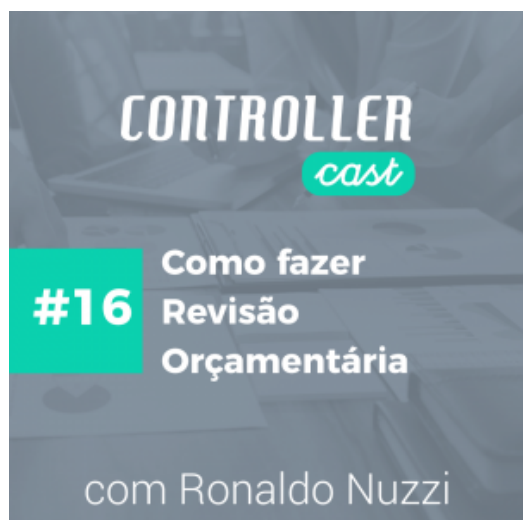 CONTROLLER
cast
#16
Como fazer
Revisão
Orçamentária
com Ronaldo Nuzzi